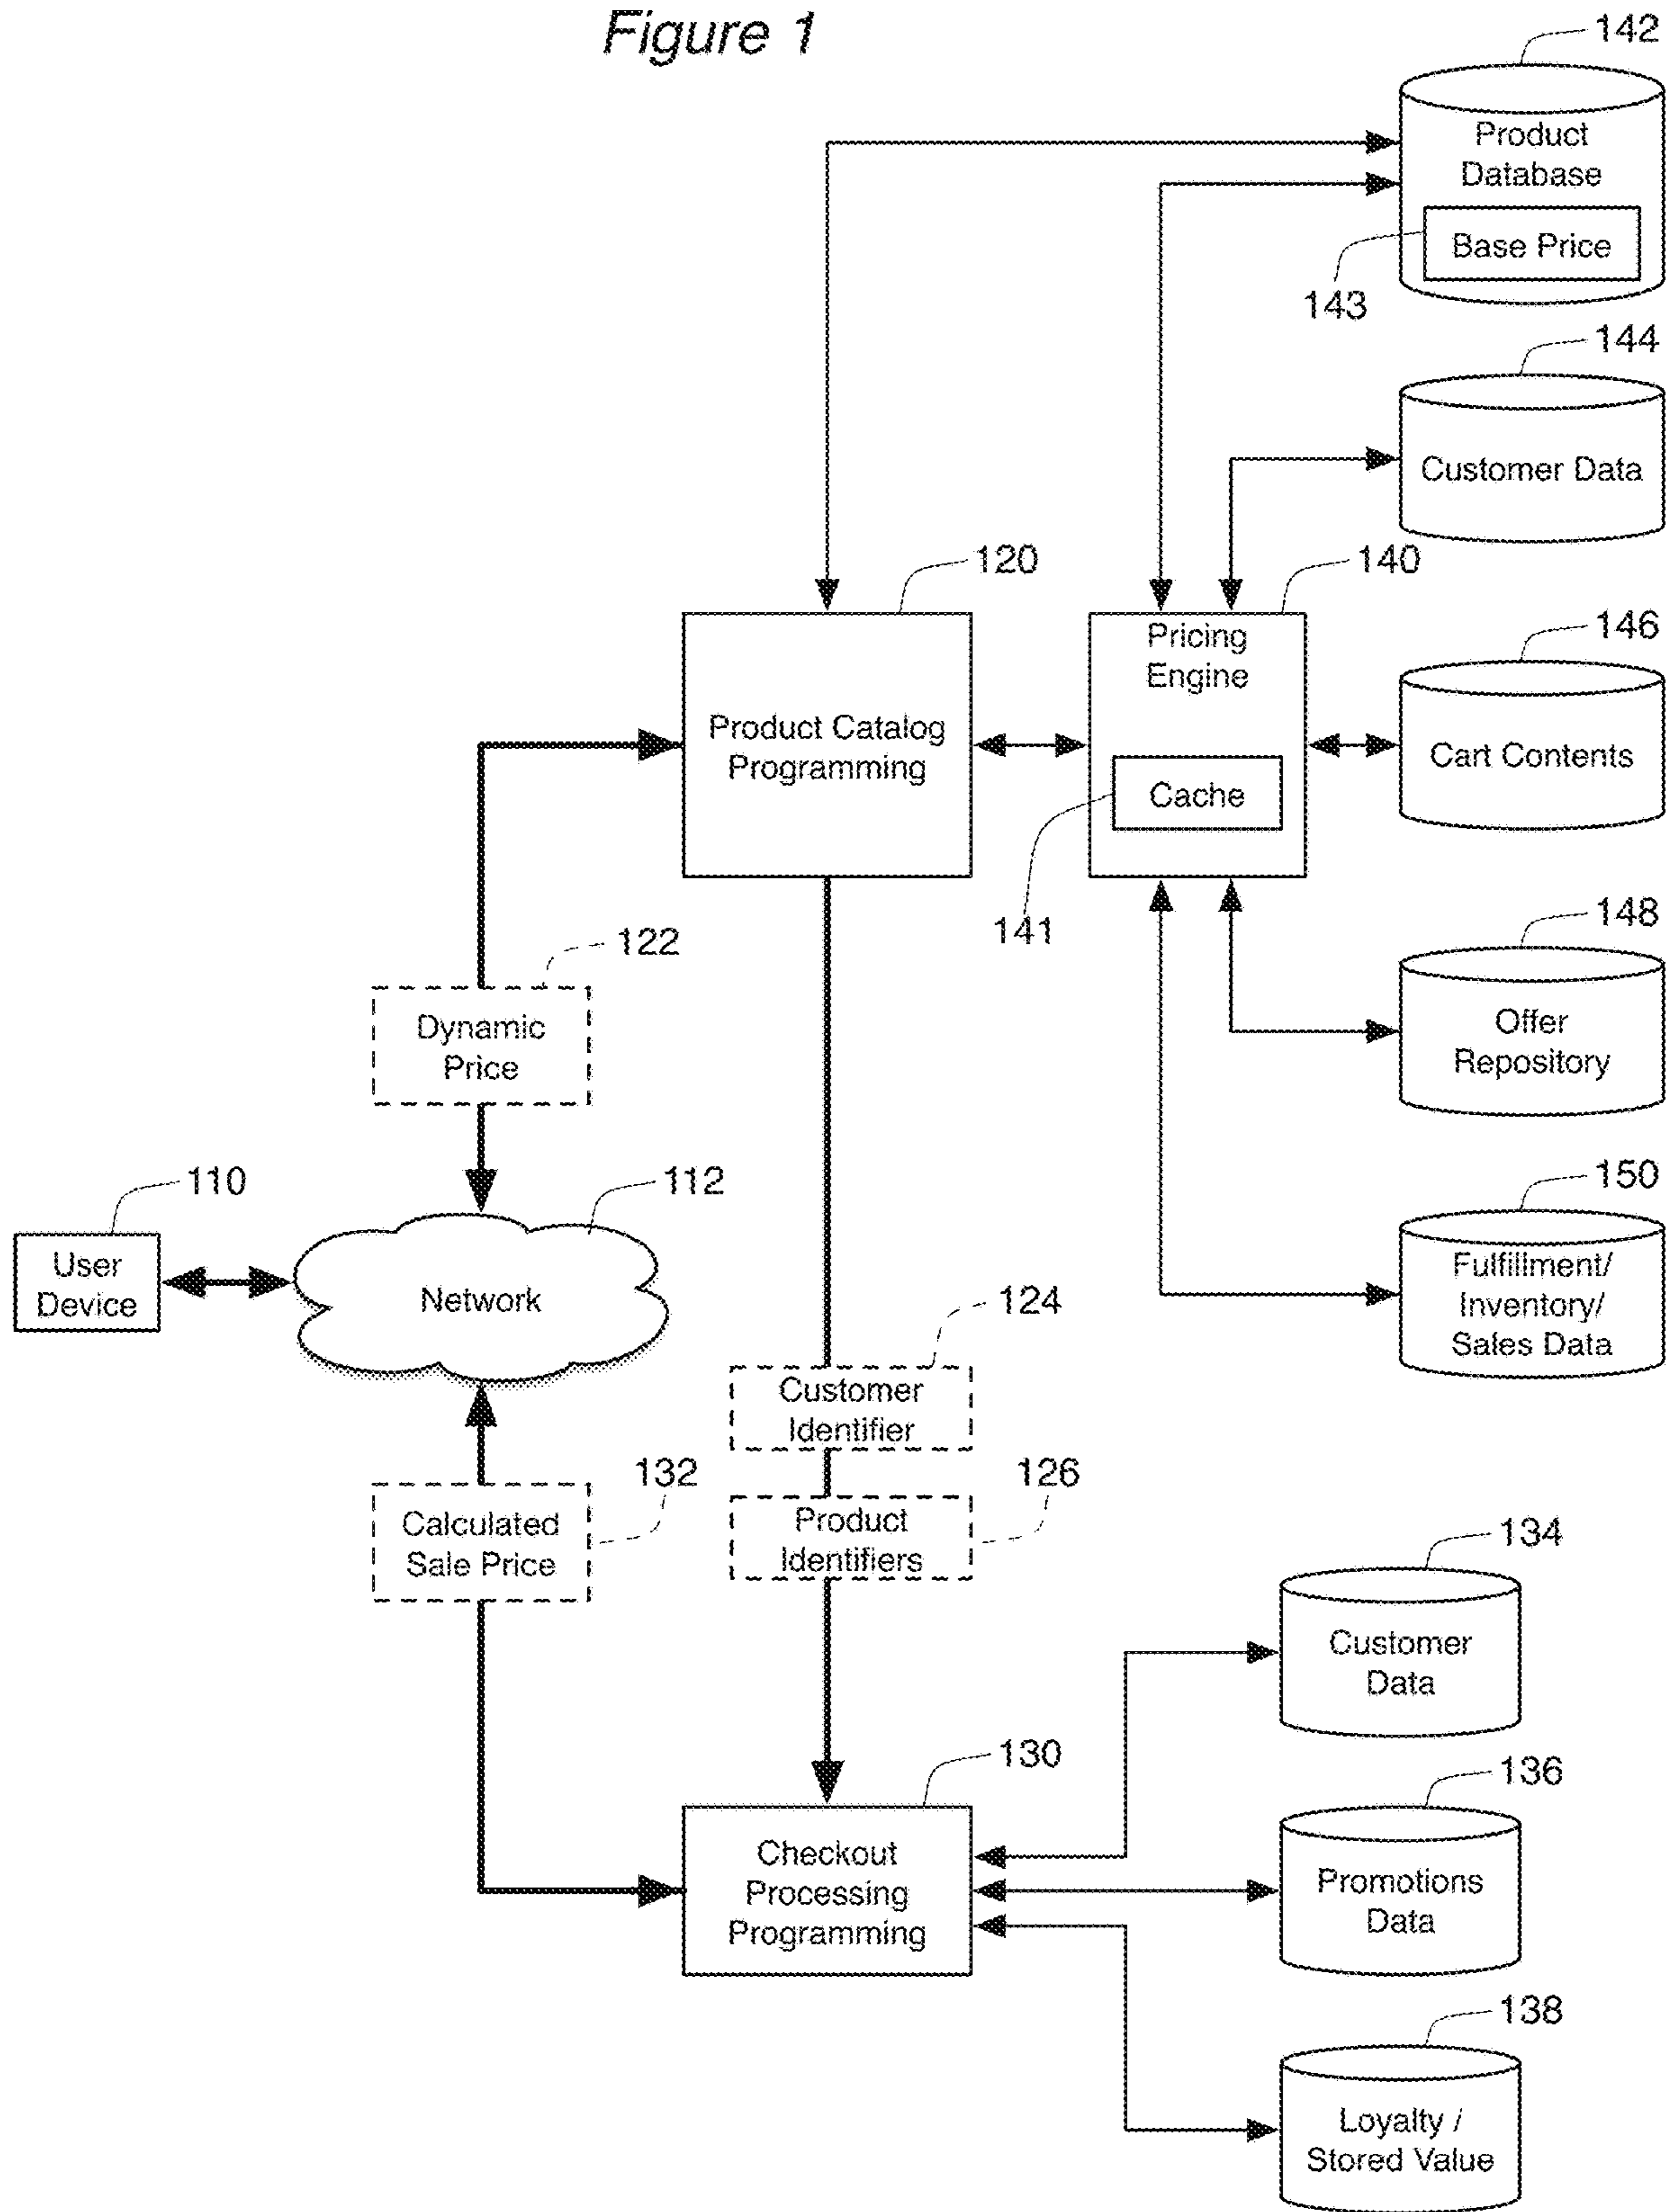 Figure 1
142
Product
Database
Base Price
143
144
Customer Data
120
140
Pricing
Engine
146
Product Catalog
Programming
Cart Contents
Cache
141
148
122
Dynamic
Price
Offer
Repository
110
112
150
User
Device
Network
Fulfillment/
Inventory/
Sales Data
124
Customer
Identifier
132
126
Calculated
Sale Price
Product
Identifiers
134
Customer
Data
130
136
Checkout
Processing
Programming
Promotions
Data
138
Loyalty /
Stored Value